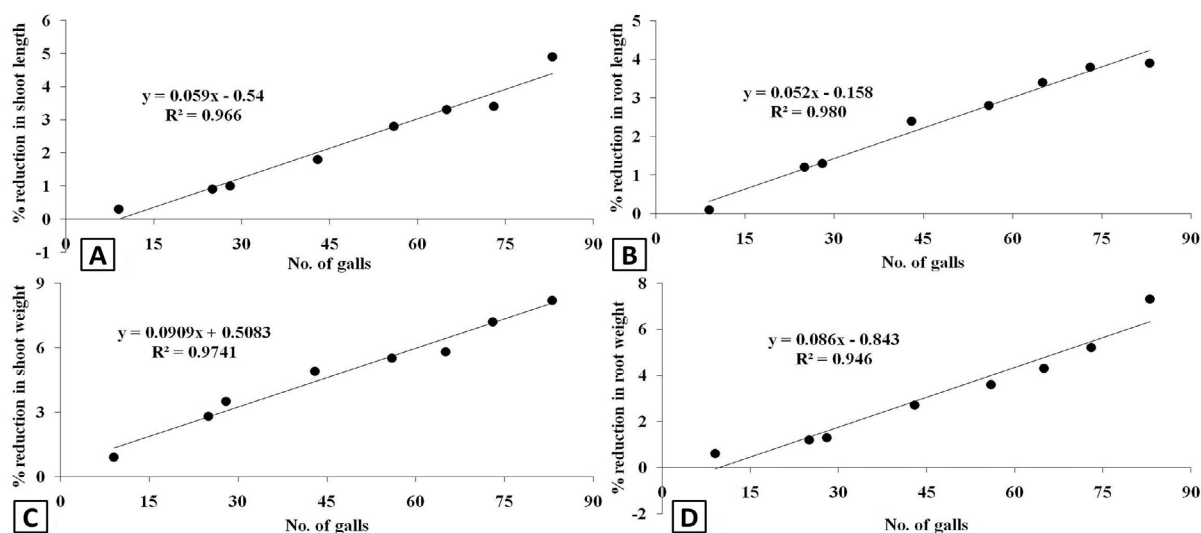 6
5
4
3
2
1
0
-1
% reduction in shoot length
y = 0.059x - 0.54
R² = 0.966
0 15 30 45 60 75 90
No. of galls
A
5
4
3
2
1
0
% reduction in root length
y = 0.052x - 0.158
R² = 0.980
0 15 30 45 60 75 90
No. of galls
B
9
6
3
0
% reduction in shoot weight
y = 0.0909x + 0.5083
R² = 0.9741
0 15 30 45 60 75 90
No. of galls
C
8
6
4
2
0
-2
% reduction in root weight
y = 0.086x - 0.843
R² = 0.946
0 15 30 45 60 75 90
No. of galls
D